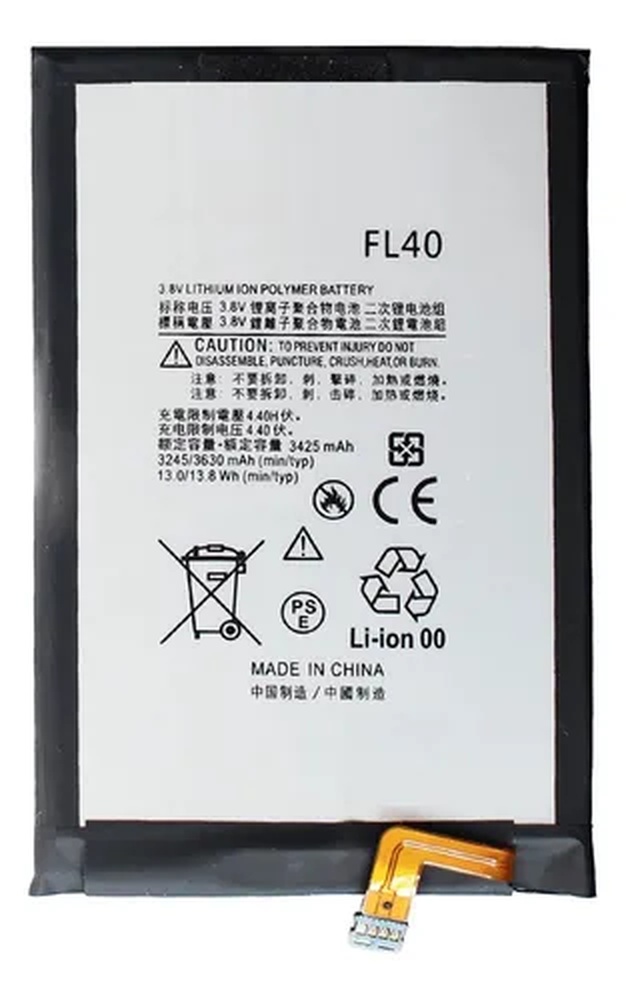 FL40
3.8V LITHIUM ION POLYMER BATTERY
标称电压 3.8V 锂离子聚合物电池 二次锂电池组
標稱電壓 3.8V 鋰離子聚合物電池 二次鋰電池組
CAUTION: TO PREVENT INJURY DO NOT
DISASSEMBLE, PUNCTURE, CRUSH, HEAT, OR BURN.
注意: 不要拆卸. 刺. 擊碎. 加熱或燃燒。
注意: 不要拆卸. 刺. 击碎. 加热或燃烧。
充電限制電壓 4.40H 伏。
充电限制电压 4.40 伏。
额定容量·額定容量 3425 mAh
3245/3630 mAh (min/typ)
13.0/13.8 Wh (min/typ)
CE
PS
E
Li-ion 00
MADE IN CHINA
中国制造 / 中國製造